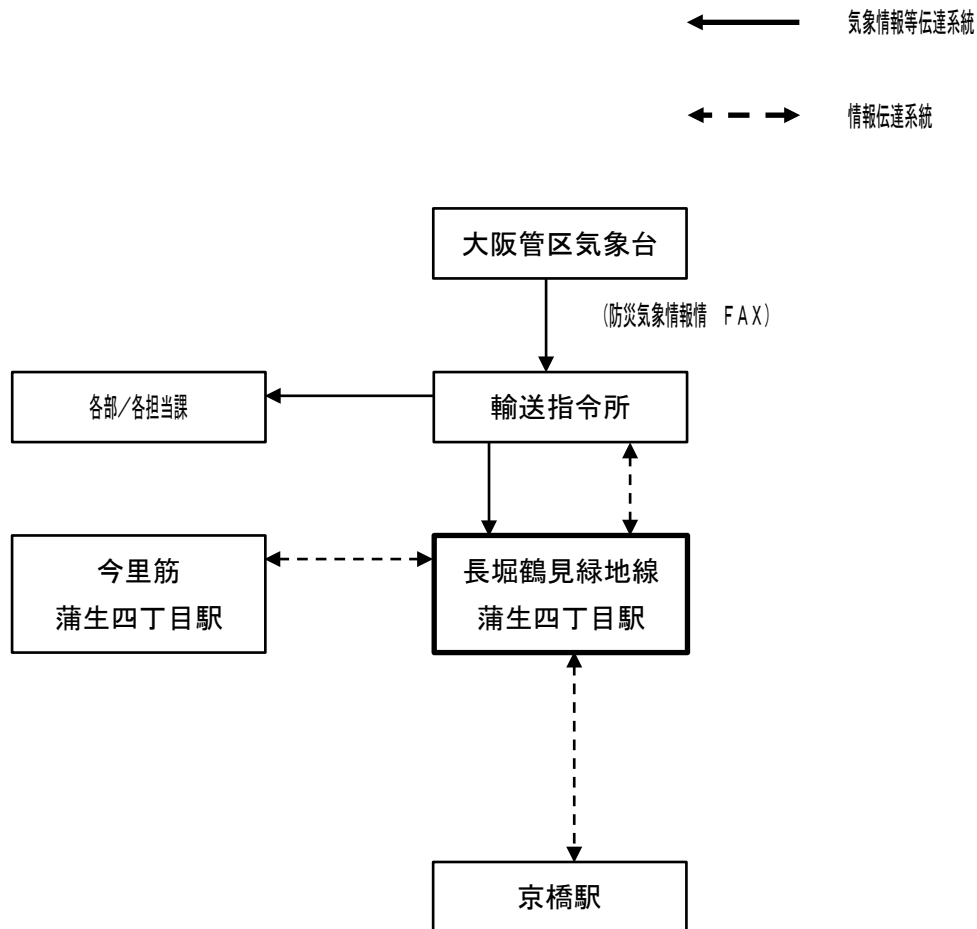 気象情報等伝達系統
情報伝達系統
大阪管区気象台
（防災気象情報情　ＦＡＸ）
各部／各担当課
輸送指令所
今里筋
蒲生四丁目駅
長堀鶴見緑地線
蒲生四丁目駅
京橋駅